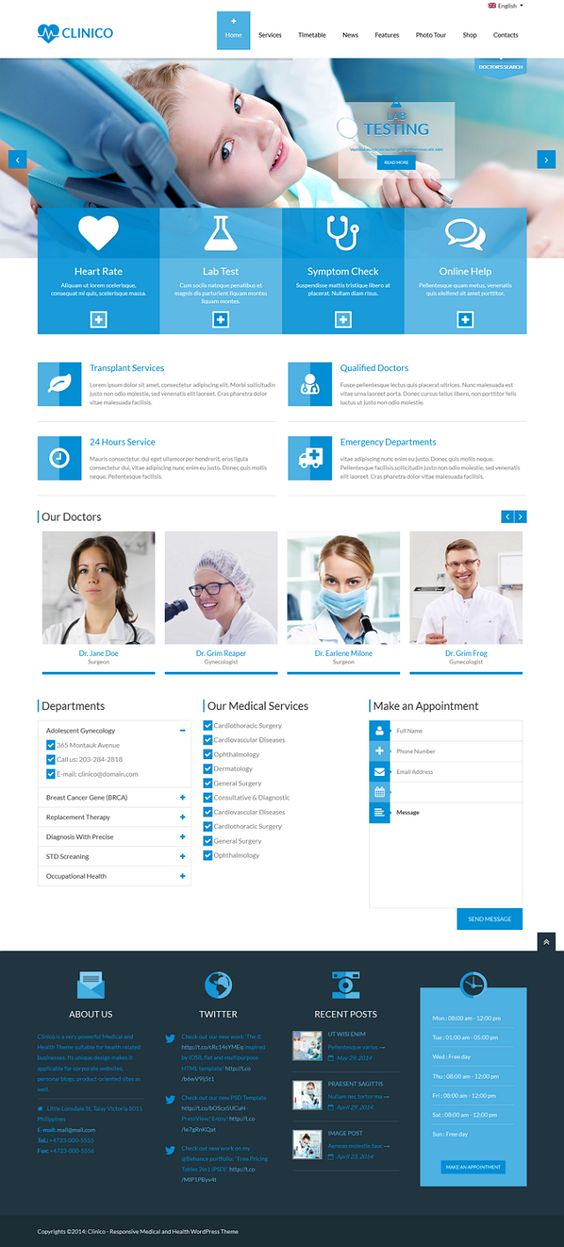 English
CLINICO
Home
Services
Timetable
News
Features
Photo Tour
Shop
Contacts
DOCTOR'S SEARCH
LAB
TESTING
READ MORE
Heart Rate
Aliquam ut lorem scelerisque,
consequat mi quis, scelerisque massa.
Lab Test
Cum sociis natoque penatibus et
magnis dis parturient liquam montes
liquam montes.
Symptom Check
Suspendisse mattis tristique libero at
placerat. Nullam diam risus.
Online Help
Pellentesque quam metus, venenatis
quis eleifend sit amet porttitor.
Transplant Services
Lorem ipsum dolor sit amet, consectetur adipiscing elit. Morbi sollicitudin
justo non odio molestie, sed venenatis elit laoreet. Cras pharetra dolor
vitae malesuada facilisis.
Qualified Doctors
Fusce pellentesque lectus quis placerat ultrices. Nunc malesuada est
vitae urna laoreet porta. Donec cursus tellus libero, non porttitor felis
luctus ut justo non odio molestie.
24 Hours Service
Mauris consectetur, dui eget ullamcorper hendrerit, eros ligula
consectetur dui, vitae adipiscing nunc enim eu justo. Donec quis mollis
neque. Pellentesque facilisis.
Emergency Departments
vitae adipiscing nunc enim eu justo. Donec quis mollis neque.
Pellentesque facilisis.sollicitudin justo non odio molestie, sed venenatis
elit laoreet. Cras pharetra dolor vitae malesuada facilisis.
Our Doctors
Dr. Jane Doe
Surgeon
Dr. Grim Reaper
Gynecologist
Dr. Earlene Milone
Surgeon
Dr. Grim Frog
Gynecologist
Departments
Adolescent Gynecology
365 Montauk Avenue
Call us: 203-284-2818
E-mail: clinico@domain.com
Breast Cancer Gene (BRCA)
Replacement Therapy
Diagnosis With Precise
STD Screaning
Occupational Health
Our Medical Services
Cardiothoracic Surgery
Cardiovascular Diseases
Ophthalmology
Dermatology
General Surgery
Consultative & Diagnostic
Cardiovascular Diseases
Cardiothoracic Surgery
General Surgery
Ophthalmology
Make an Appointment
Full Name
Phone Number
Email Address
Message
SEND MESSAGE
ABOUT US
Clinico is a very powerful Medical and
Health Theme suitable for health related
businesses. Its unique design makes it
applicable for corporate websites,
personal blogs, product-oriented sites as
well.
Little Lonsdale St, Talay Victoria 8011
Philippines
E-mail: mail@mail.com
Tel.: +4723-000-5555
Fax: +4723-000-5556
TWITTER
Check out our new work 'The 8'
http://t.co/cRc14sYMEq inspired
by iOS8, flat and multipurpose
HTML template! http://t.co
/b6wV9j5t1
Check out our new PSD Template
PressView! Enjoy! http://t.co
/Ie7gRnKQat
Check out new work on my
@Behance portfolio: "Free Pricing
Tables 2in1 (PSD)" http://t.co
/MIP1PByv4t
RECENT POSTS
UT WISI ENIM
Pellentesque varius →
May 29, 2014
PRAESENT SAGITTIS
Nullam nec tortor ma →
April 29, 2014
IMAGE POST
Aenean molestie fauc →
April 23, 2014
Mon : 08:00 am - 12:00 pm
Tue : 01:00 am - 05:00 pm
Wed : Free day
Thu : 08:00 am - 12:00 pm
Fri : 08:00 am - 12:00 pm
Sat : 08:00 am - 12:00 pm
Sun : Free day
MAKE AN APPOINTMENT
Copyrights ©2014: Clinico - Responsive Medical and Health WordPress Theme